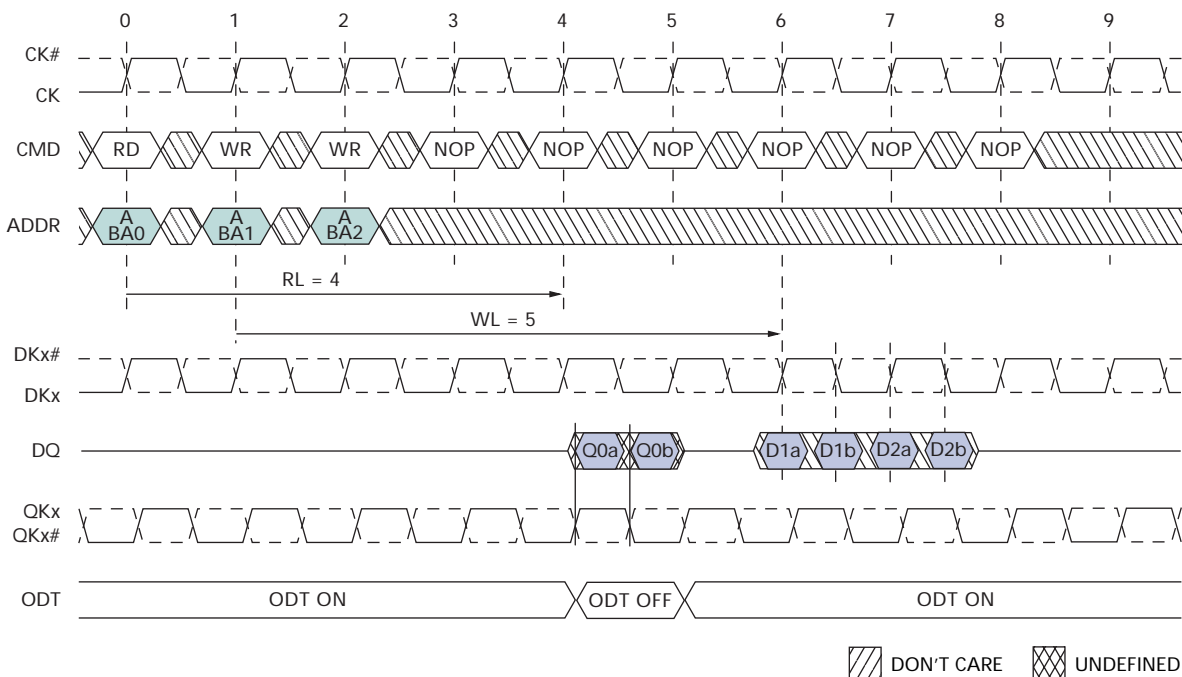 0 1 2 3 4 5 6 7 8 9
CK#
CK
CMD RD WR WR NOP NOP NOP NOP NOP NOP
ADDR A BA0 A BA1 A BA2
RL = 4
WL = 5
DKx#
DKx
DQ Q0a Q0b D1a D1b D2a D2b
QKx
QKx#
ODT ODT ON ODT OFF ODT ON
DON'T CARE UNDEFINED